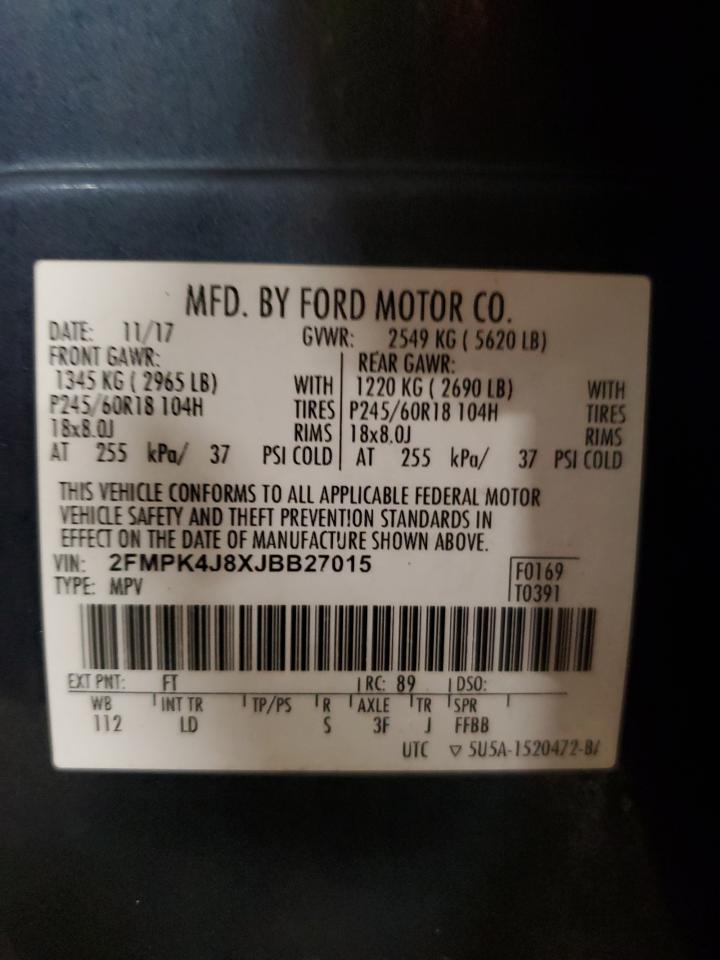 MFD. BY FORD MOTOR CO.
DATE: 11/17 GVWR: 2549 KG ( 5620 LB)
FRONT GAWR: REAR GAWR:
1345 KG ( 2965 LB) WITH 1220 KG ( 2690 LB) WITH
P245/60R18 104H TIRES P245/60R18 104H TIRES
18x8.0J RIMS 18x8.0J RIMS
AT 255 kPa/ 37 PSI COLD AT 255 kPa/ 37 PSI COLD
THIS VEHICLE CONFORMS TO ALL APPLICABLE FEDERAL MOTOR
VEHICLE SAFETY AND THEFT PREVENTION STANDARDS IN
EFFECT ON THE DATE OF MANUFACTURE SHOWN ABOVE.
VIN: 2FMPK4J8XJBB27015
TYPE: MPV
F0169
T0391
EXT PNT: FT RC: 89 DSO:
WB INT TR TP/PS R AXLE TR SPR
112 LD S 3F J FFBB
UTC ▽ 5U5A-1520472-B/